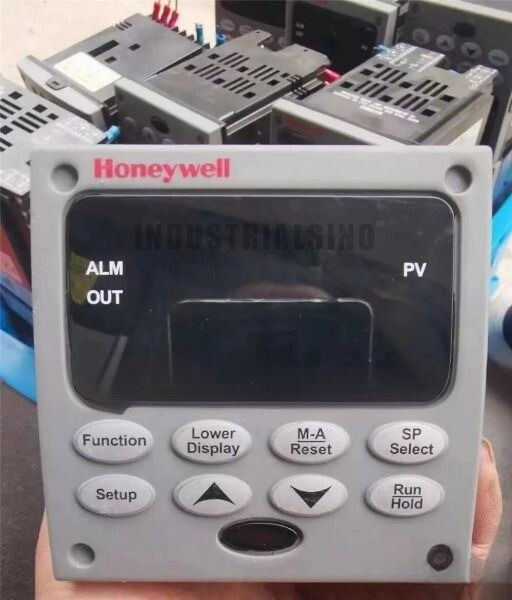 Honeywell
INDUSTRIALSINO
ALM
PV
OUT
Function
Lower
Display
M-A
Reset
SP
Select
Setup
Run
Hold